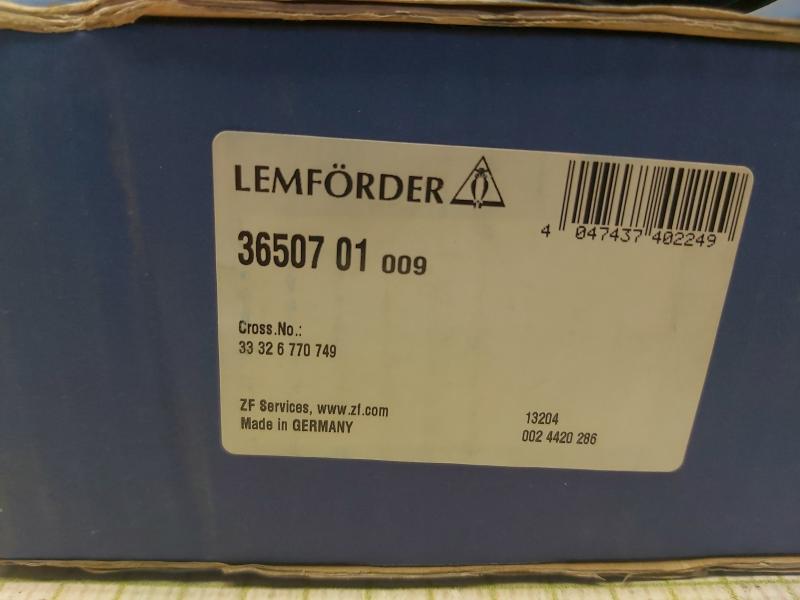 LEMFÖRDER
4 047437 402249
36507 01 009
Cross.No.:
33 32 6 770 749
ZF Services, www.zf.com
Made in GERMANY
13204
002 4420 286